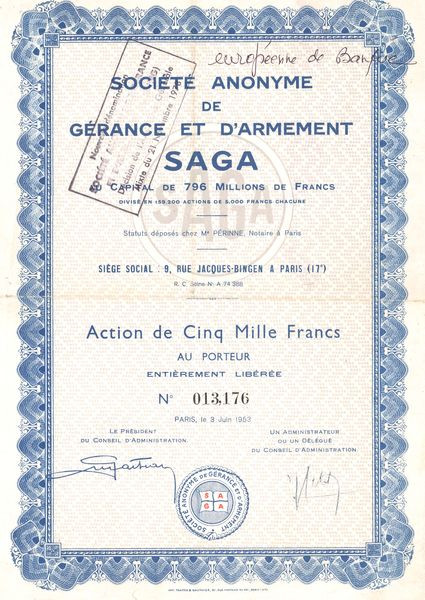 européenne de Banque
SOCIÉTÉ ANONYME
DE
GÉRANCE ET D'ARMEMENT
SAGA
CAPITAL DE 796 MILLIONS DE FRANCS
DIVISÉ EN 159.200 ACTIONS DE 5.000 FRANCS CHACUNE
Statuts déposés chez Mᵉ PÉRINNE, Notaire à Paris
SIÈGE SOCIAL : 9, RUE JACQUES-BINGEN A PARIS (17ᵉ)
R. C. Seine Nº A 74 388
Action de Cinq Mille Francs
AU PORTEUR
ENTIÈREMENT LIBÉRÉE
Nº 013,176
PARIS, le 3 Juin 1953
LE PRÉSIDENT
DU CONSEIL D'ADMINISTRATION.
UN ADMINISTRATEUR
OU UN DÉLÉGUÉ
DU CONSEIL D'ADMINISTRATION.
SOCIÉTÉ ANONYME DE GÉRANCE ET D'ARMEMENT
SA
GA